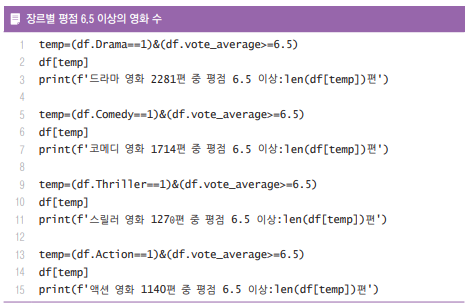 장르별 평점 6.5 이상의 영화 수
1 temp=(df.Drama==1)&(df.vote_average>=6.5)
2 df[temp]
3 print(f'드라마 영화 2281편 중 평점 6.5 이상:len(df[temp])편')
4
5 temp=(df.Comedy==1)&(df.vote_average>=6.5)
6 df[temp]
7 print(f'코메디 영화 1714편 중 평점 6.5 이상:len(df[temp])편')
8
9 temp=(df.Thriller==1)&(df.vote_average>=6.5)
10 df[temp]
11 print(f'스릴러 영화 1270편 중 평점 6.5 이상:len(df[temp])편')
12
13 temp=(df.Action==1)&(df.vote_average>=6.5)
14 df[temp]
15 print(f'액션 영화 1140편 중 평점 6.5 이상:len(df[temp])편')